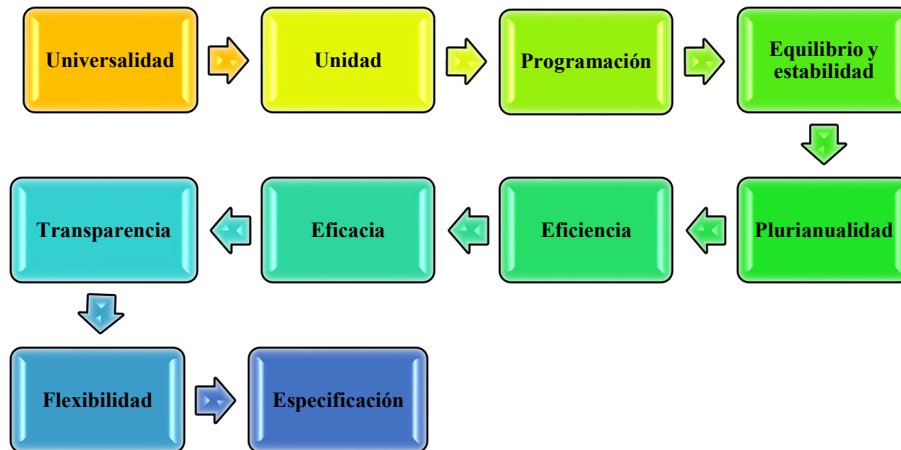 Universalidad
Unidad
Programación
Equilibrio y
estabilidad
Plurianualidad
Eficiencia
Eficacia
Transparencia
Flexibilidad
Especificación